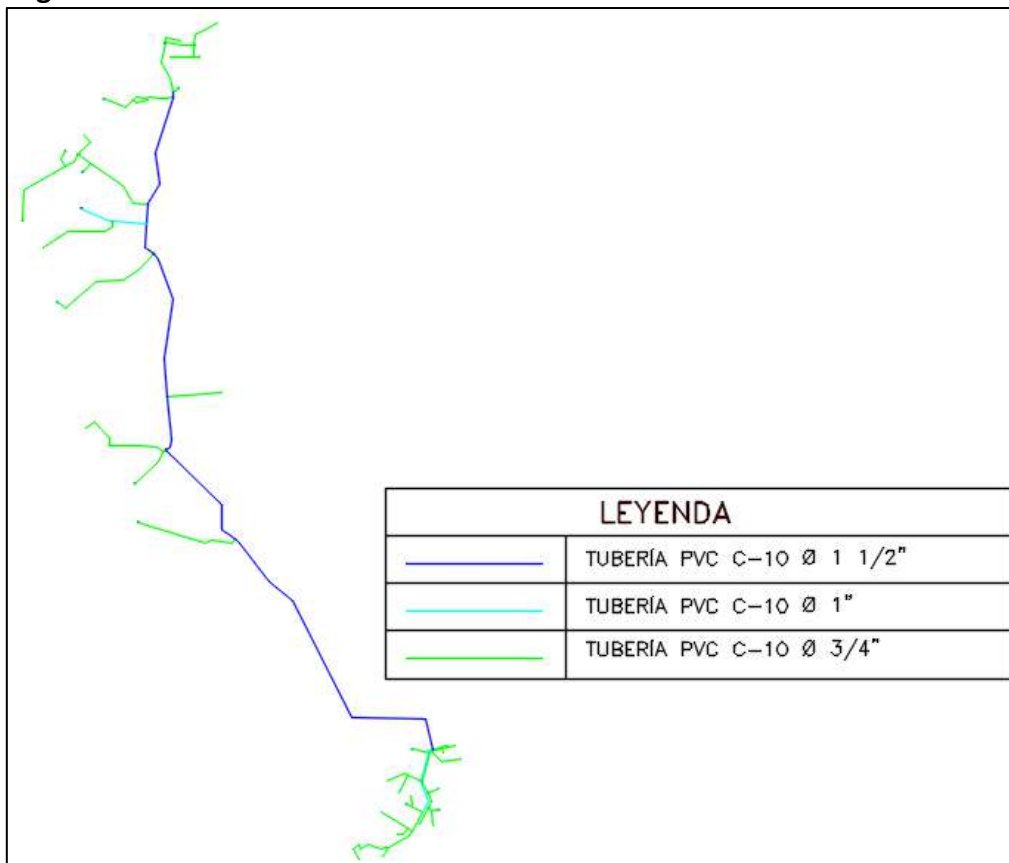 LEYENDA
TUBERÍA PVC C-10 Ø 1 1/2"
TUBERÍA PVC C-10 Ø 1"
TUBERÍA PVC C-10 Ø 3/4"